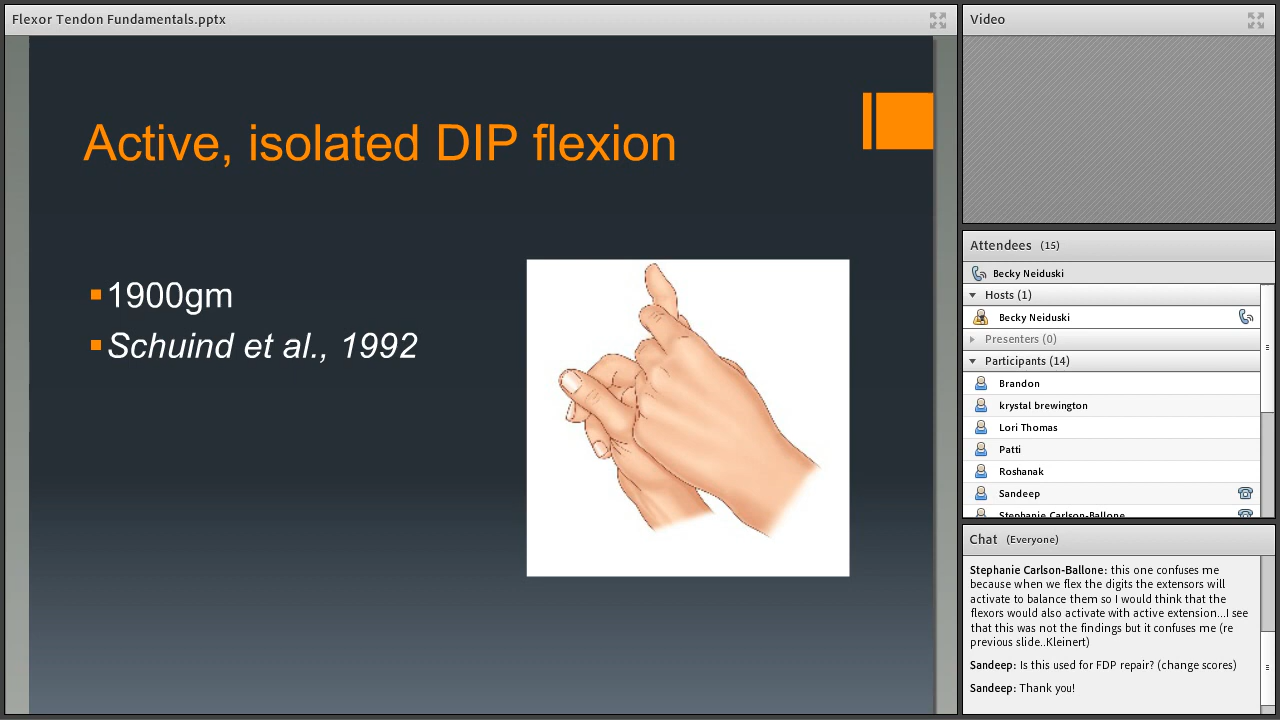 Flexor Tendon Fundamentals.pptx
Active, isolated DIP flexion
1900gm
Schuind et al., 1992
Video
Attendees (15)
Becky Neiduski
Hosts (1)
Becky Neiduski
Presenters (0)
Participants (14)
Brandon
krystal brewington
Lori Thomas
Patti
Roshanak
Sandeep
Stephanie Carlson-Ballone
Chat (Everyone)
Stephanie Carlson-Ballone: this one confuses me
because when we flex the digits the extensors will
activate to balance them so I would think that the
flexors would also activate with active extension...I see
that this was not the findings but it confuses me (re
previous slide..Kleinert)
Sandeep: Is this used for FDP repair? (change scores)
Sandeep: Thank you!